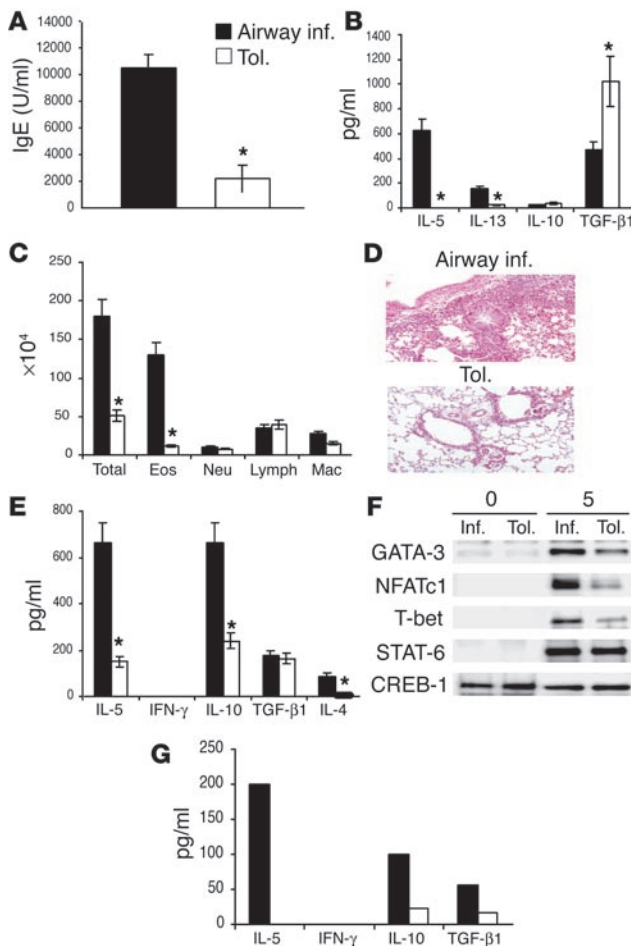 A
14000
12000
10000
8000
6000
4000
2000
0
IgE (U/ml)
Airway inf.
Tol.
*
B
1400
1200
1000
800
600
400
200
0
pg/ml
* * *
IL-5 IL-13 IL-10 TGF-β1
C
250
200
150
100
50
0
×10⁴
* *
Total Eos Neu Lymph Mac
D
Airway inf.
Tol.
E
800
600
400
200
0
pg/ml
* * *
IL-5 IFN-γ IL-10 TGF-β1 IL-4
F
0 5
Inf. Tol. Inf. Tol.
GATA-3
NFATc1
T-bet
STAT-6
CREB-1
G
250
200
150
100
50
0
pg/ml
IL-5 IFN-γ IL-10 TGF-β1